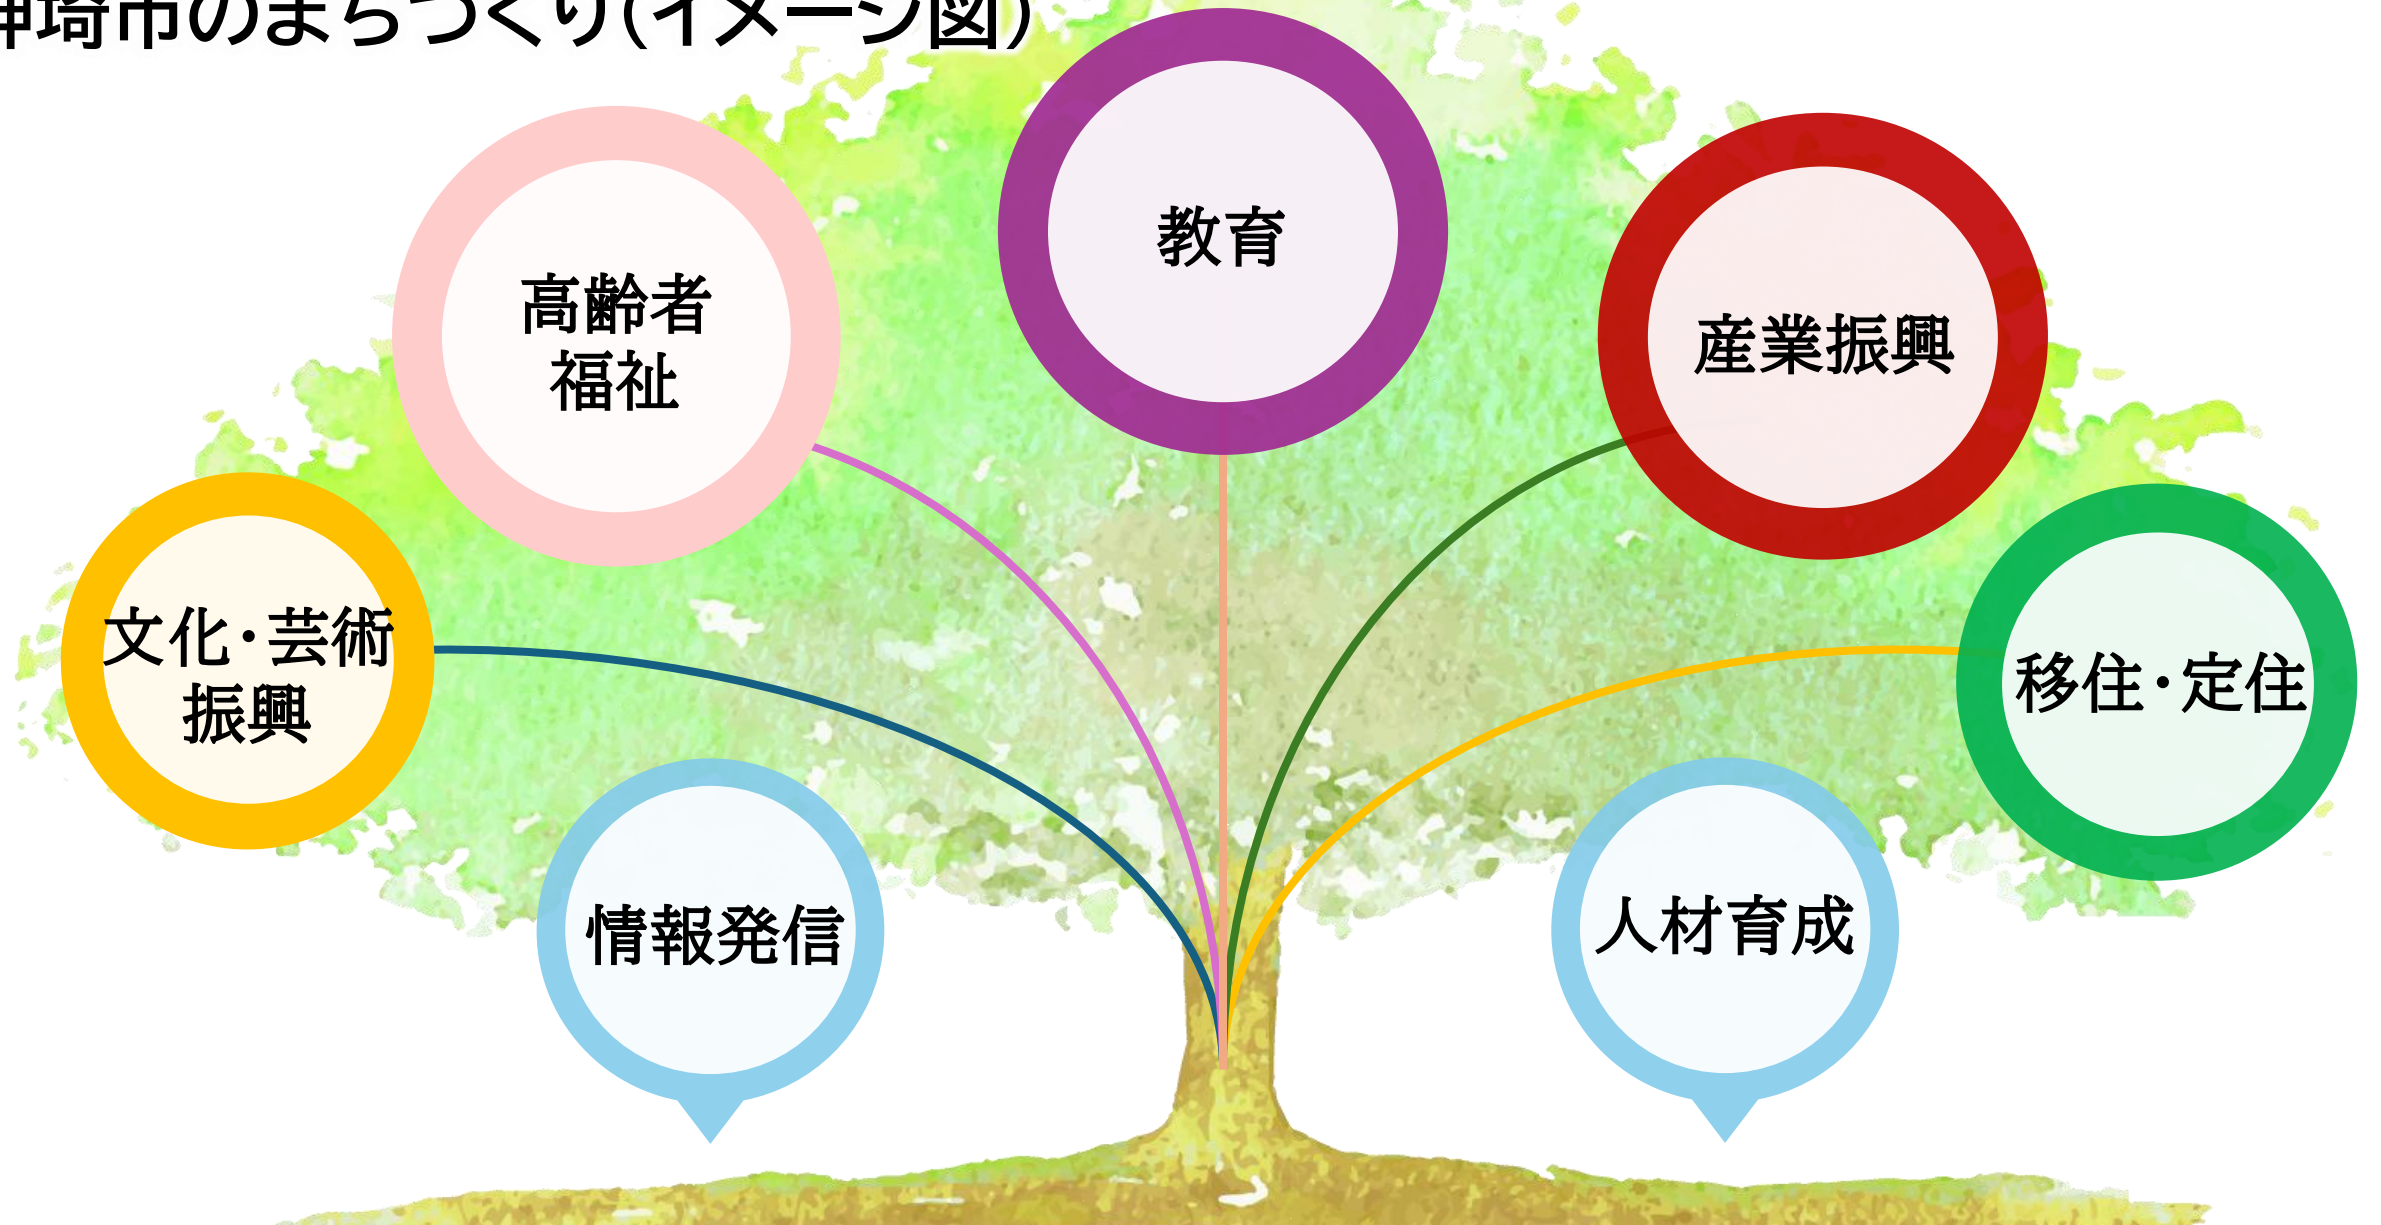 神埼市のまちづくり（イメージ図）
教育
高齢者
福祉
産業振興
文化・芸術
振興
移住・定住
情報発信
人材育成